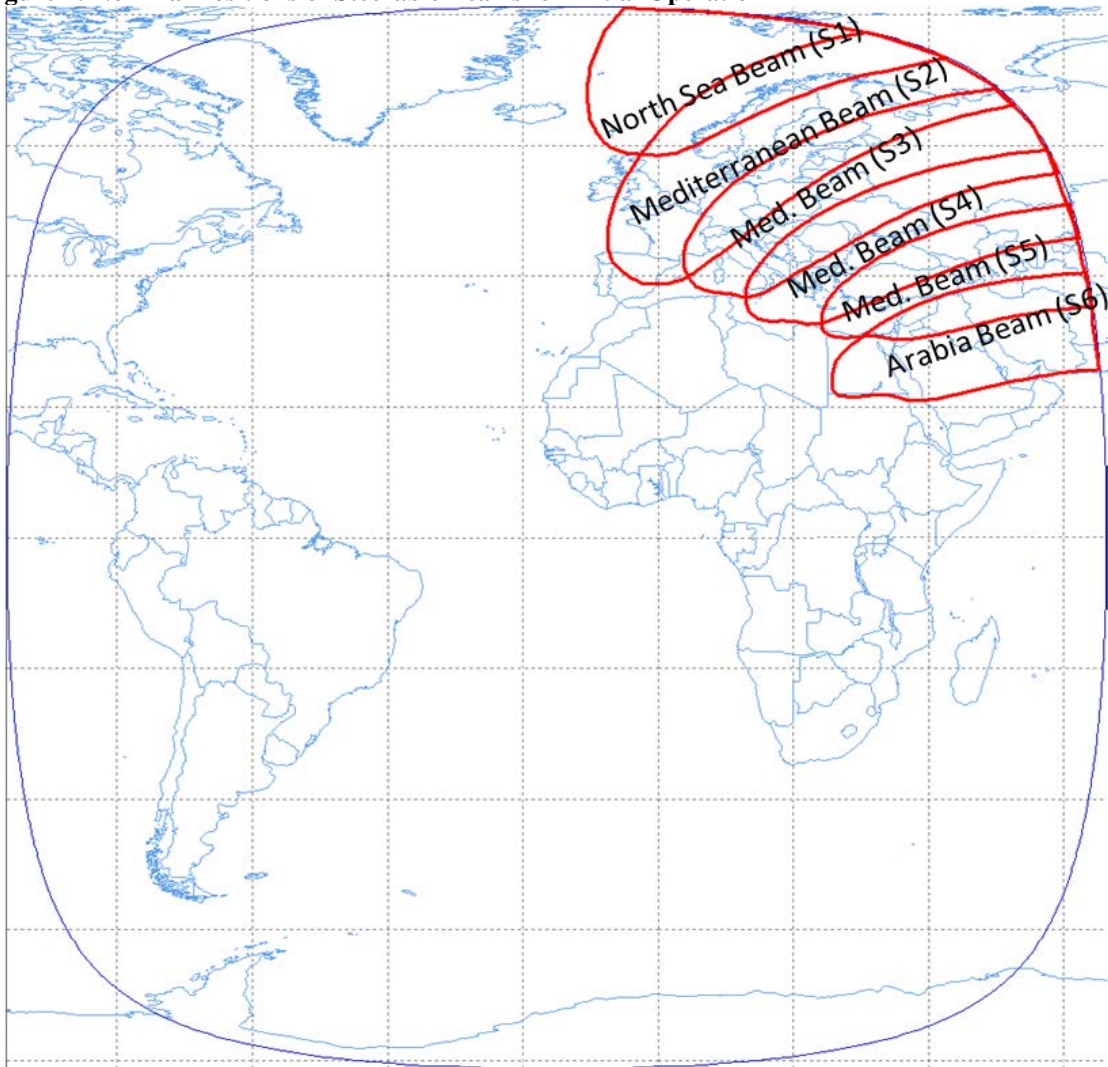 North Sea Beam (S1)
Mediterranean Beam (S2)
Med. Beam (S3)
Med. Beam (S4)
Med. Beam (S5)
Arabia Beam (S6)